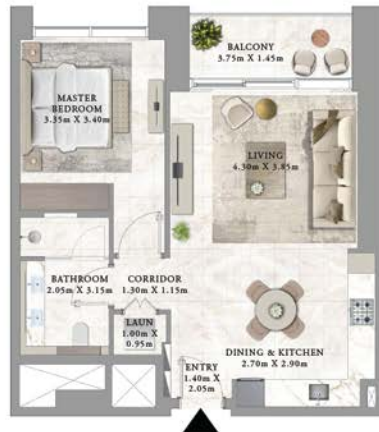 BALCONY
3.75m X 1.45m
MASTER
BEDROOM
3.35m X 3.40m
LIVING
4.30m X 3.85m
BATHROOM
2.05m X 3.15m
CORRIDOR
1.30m X 1.15m
LAUN
1.00m X
0.95m
DINING & KITCHEN
2.70m X 2.90m
ENTRY
1.40m X
2.05m